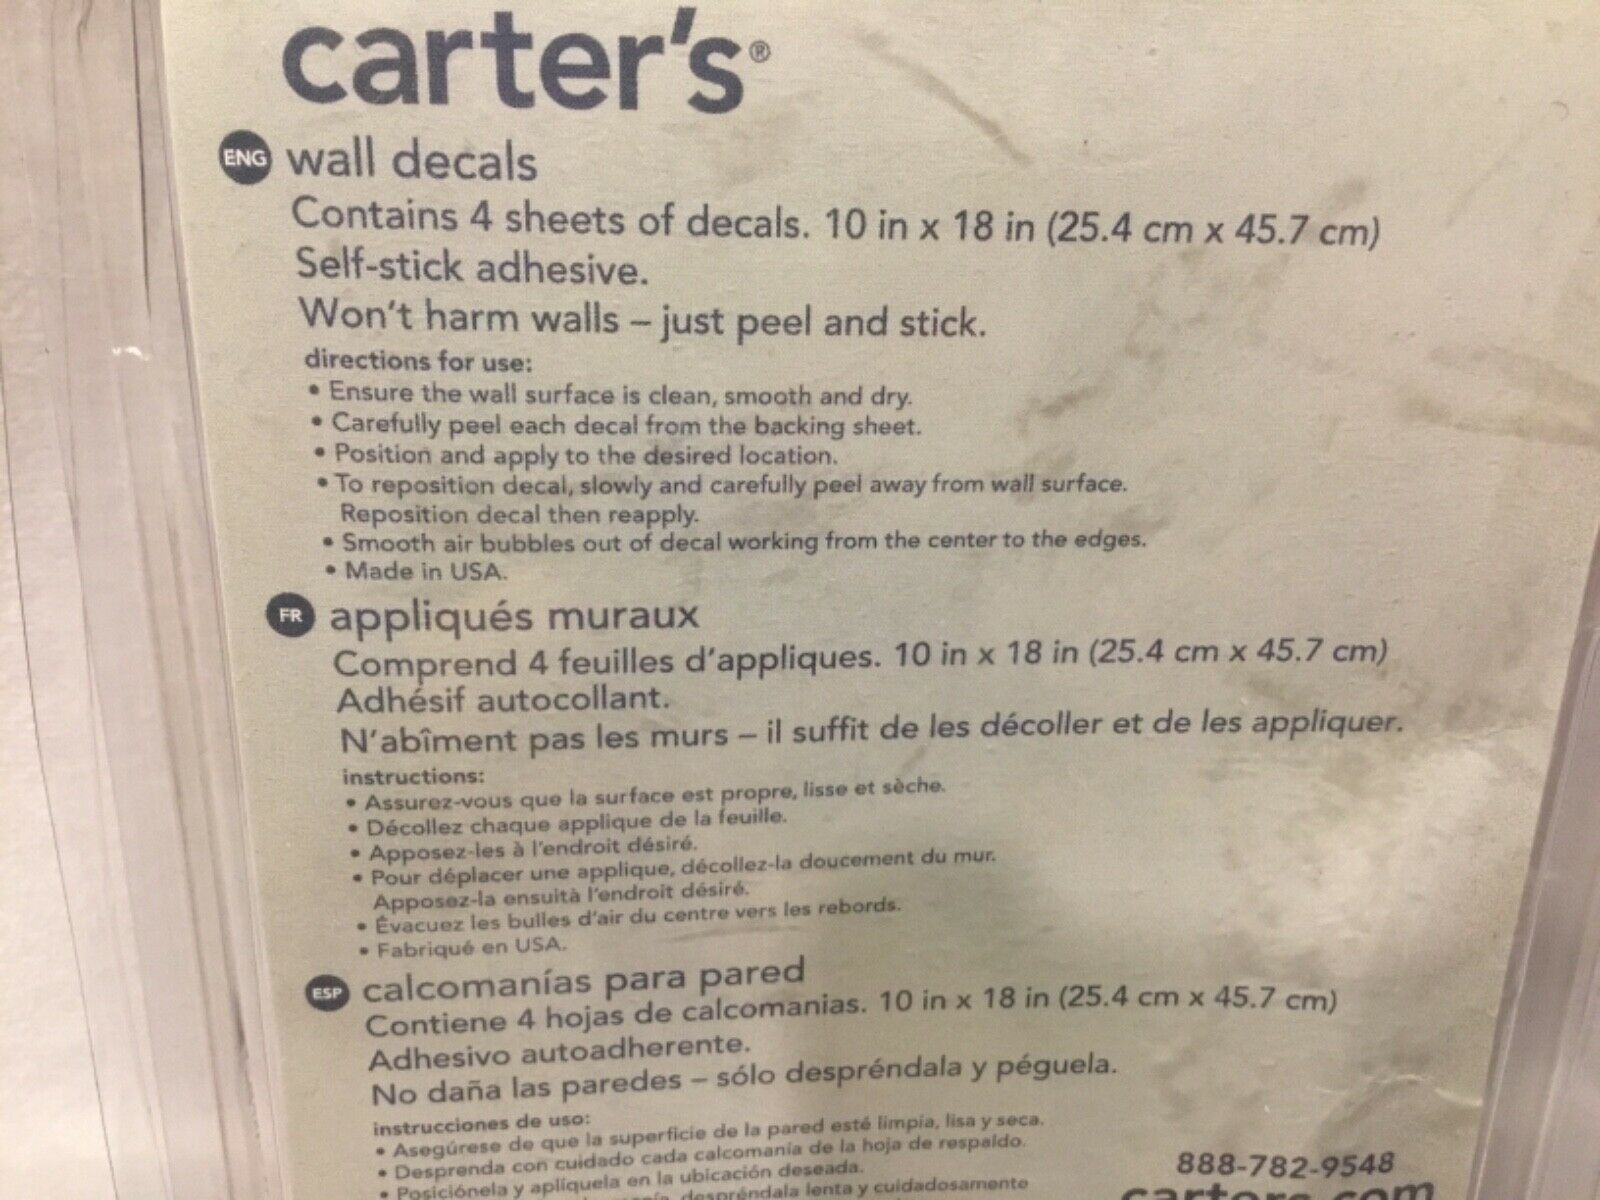 carter's®
ENG wall decals
Contains 4 sheets of decals. 10 in x 18 in (25.4 cm x 45.7 cm)
Self-stick adhesive.
Won't harm walls – just peel and stick.
directions for use:
• Ensure the wall surface is clean, smooth and dry.
• Carefully peel each decal from the backing sheet.
• Position and apply to the desired location.
• To reposition decal, slowly and carefully peel away from wall surface.
Reposition decal then reapply.
• Smooth air bubbles out of decal working from the center to the edges.
• Made in USA.
FR appliqués muraux
Comprend 4 feuilles d'appliques. 10 in x 18 in (25.4 cm x 45.7 cm)
Adhésif autocollant.
N'abîment pas les murs – il suffit de les décoller et de les appliquer.
instructions:
• Assurez-vous que la surface est propre, lisse et sèche.
• Décollez chaque applique de la feuille.
• Apposez-les à l'endroit désiré.
• Pour déplacer une applique, décollez-la doucement du mur.
Apposez-la ensuità l'endroit désiré.
• Évacuez les bulles d'air du centre vers les rebords.
• Fabriqué en USA.
ESP calcomanías para pared
Contiene 4 hojas de calcomanias. 10 in x 18 in (25.4 cm x 45.7 cm)
Adhesivo autoadherente.
No daña las paredes – sólo despréndala y péguela.
instrucciones de uso:
• Asegúrese de que la superficie de la pared esté limpia, lisa y seca.
• Desprenda con cuidado cada calcomanía de la hoja de respaldo.
• Posiciónela y aplíquela en la ubicación deseada.
despréndala lenta y cuidadosamente
888-782-9548
carters.com